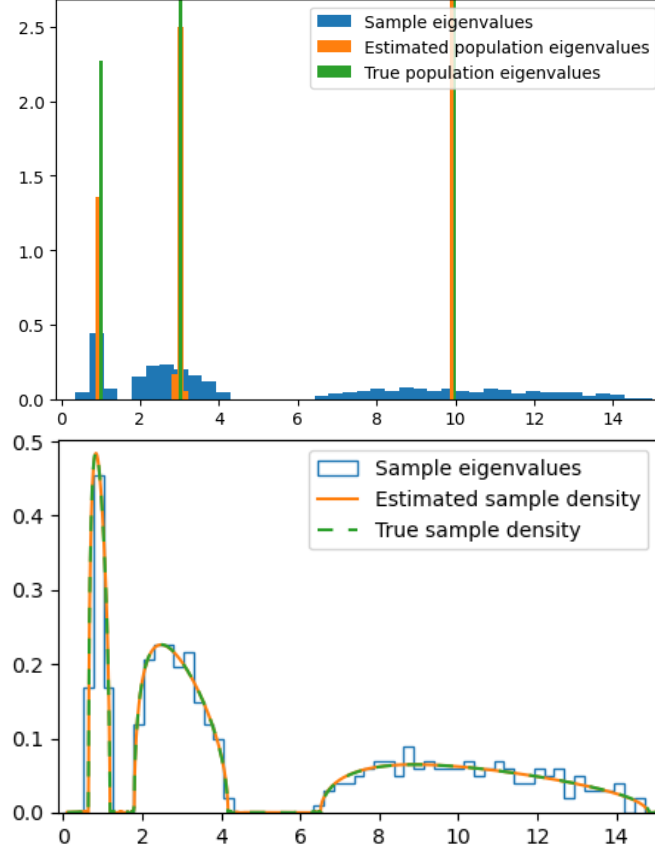 2.5
2.0
1.5
1.0
0.5
0.0
Sample eigenvalues
Estimated population eigenvalues
True population eigenvalues
0 2 4 6 8 10 12 14
0.5
0.4
0.3
0.2
0.1
0.0
Sample eigenvalues
Estimated sample density
True sample density
0 2 4 6 8 10 12 14